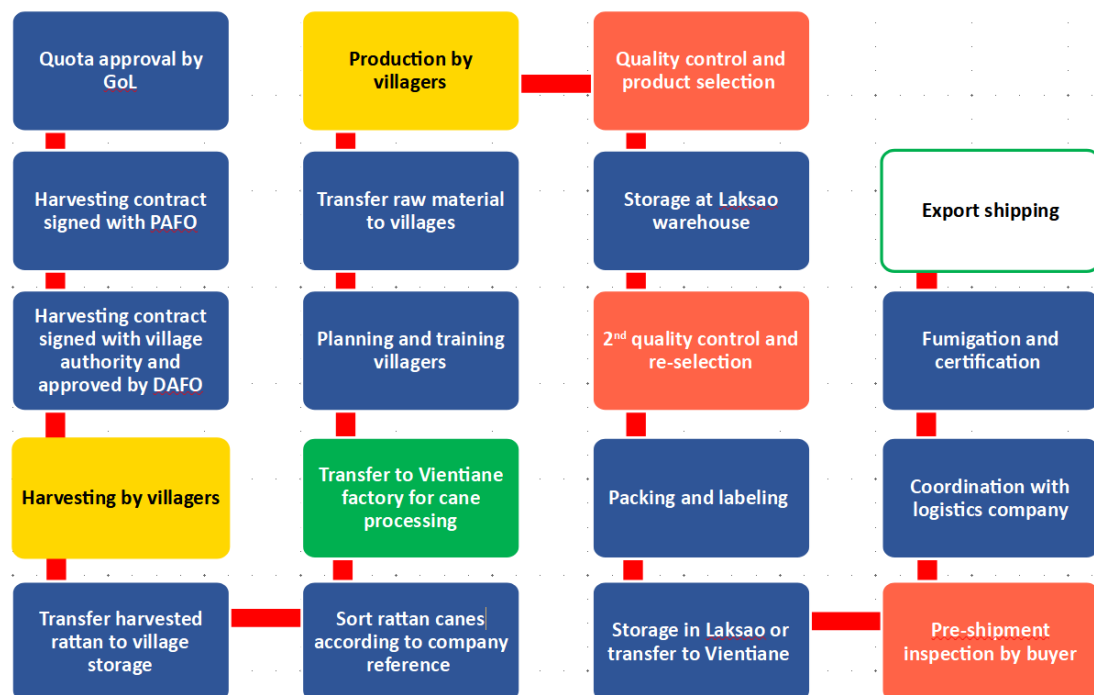 Quota approval by
GoL
Harvesting contract
signed with PAFO
Harvesting contract
signed with village
authority and
approved by DAFO
Harvesting by villagers
Transfer harvested
rattan to village
storage
Sort rattan canes
according to company
reference
Transfer to Vientiane
factory for cane
processing
Planning and training
villagers
Transfer raw material
to villages
Production by
villagers
Quality control and
product selection
Storage at Laksao
warehouse
2nd quality control and
re-selection
Packing and labeling
Storage in Laksao or
transfer to Vientiane
Pre-shipment
inspection by buyer
Coordination with
logistics company
Fumigation and
certification
Export shipping